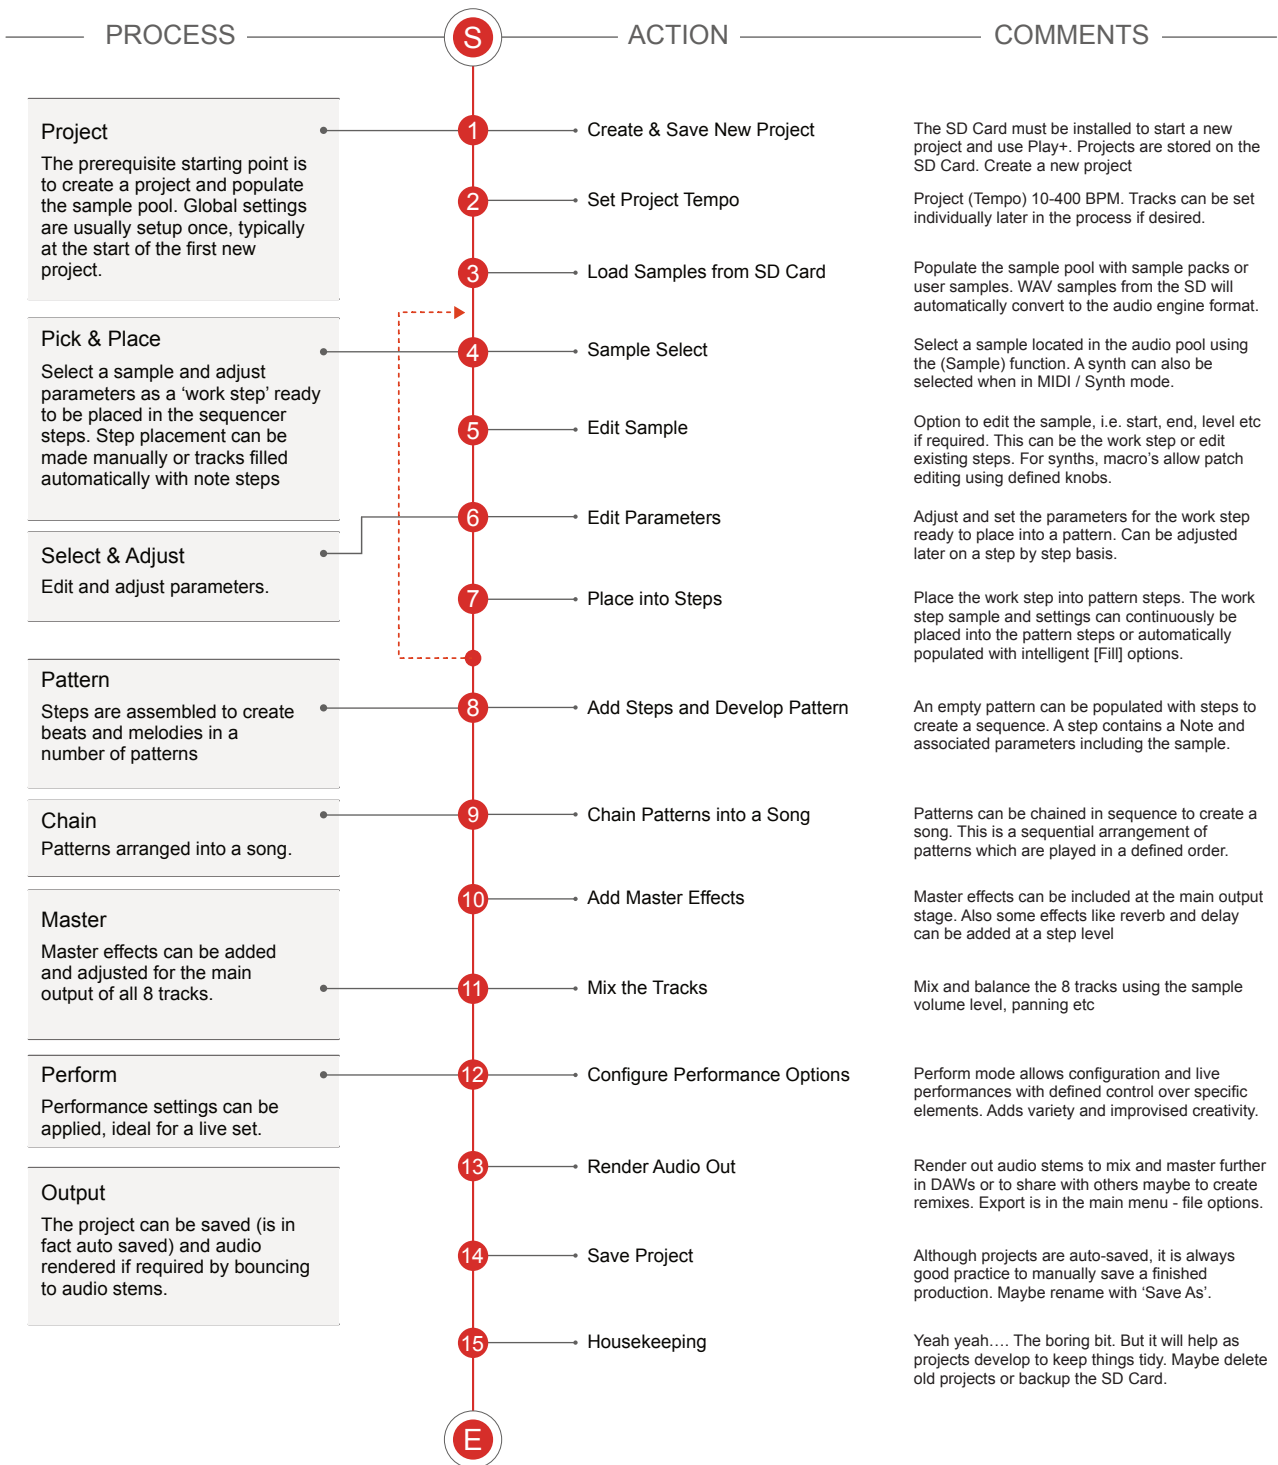 PROCESS
S
ACTION
COMMENTS
Project
The prerequisite starting point is
to create a project and populate
the sample pool. Global settings
are usually setup once, typically
at the start of the first new
project.
1
Create & Save New Project
The SD Card must be installed to start a new
project and use Play+. Projects are stored on the
SD Card. Create a new project
2
Set Project Tempo
Project (Tempo) 10-400 BPM. Tracks can be set
individually later in the process if desired.
3
Load Samples from SD Card
Populate the sample pool with sample packs or
user samples. WAV samples from the SD will
automatically convert to the audio engine format.
Pick & Place
Select a sample and adjust
parameters as a ‘work step’ ready
to be placed in the sequencer
steps. Step placement can be
made manually or tracks filled
automatically with note steps
4
Sample Select
Select a sample located in the audio pool using
the (Sample) function. A synth can also be
selected when in MIDI / Synth mode.
5
Edit Sample
Option to edit the sample, i.e. start, end, level etc
if required. This can be the work step or edit
existing steps. For synths, macro’s allow patch
editing using defined knobs.
Select & Adjust
Edit and adjust parameters.
6
Edit Parameters
Adjust and set the parameters for the work step
ready to place into a pattern. Can be adjusted
later on a step by step basis.
7
Place into Steps
Place the work step into pattern steps. The work
step sample and settings can continuously be
placed into the pattern steps or automatically
populated with intelligent [Fill] options.
Pattern
Steps are assembled to create
beats and melodies in a
number of patterns
8
Add Steps and Develop Pattern
An empty pattern can be populated with steps to
create a sequence. A step contains a Note and
associated parameters including the sample.
Chain
Patterns arranged into a song.
9
Chain Patterns into a Song
Patterns can be chained in sequence to create a
song. This is a sequential arrangement of
patterns which are played in a defined order.
Master
Master effects can be added
and adjusted for the main
output of all 8 tracks.
10
Add Master Effects
Master effects can be included at the main output
stage. Also some effects like reverb and delay
can be added at a step level
11
Mix the Tracks
Mix and balance the 8 tracks using the sample
volume level, panning etc
Perform
Performance settings can be
applied, ideal for a live set.
12
Configure Performance Options
Perform mode allows configuration and live
performances with defined control over specific
elements. Adds variety and improvised creativity.
Output
The project can be saved (is in
fact auto saved) and audio
rendered if required by bouncing
to audio stems.
13
Render Audio Out
Render out audio stems to mix and master further
in DAWs or to share with others maybe to create
remixes. Export is in the main menu - file options.
14
Save Project
Although projects are auto-saved, it is always
good practice to manually save a finished
production. Maybe rename with ‘Save As’.
15
Housekeeping
Yeah yeah…. The boring bit. But it will help as
projects develop to keep things tidy. Maybe delete
old projects or backup the SD Card.
E